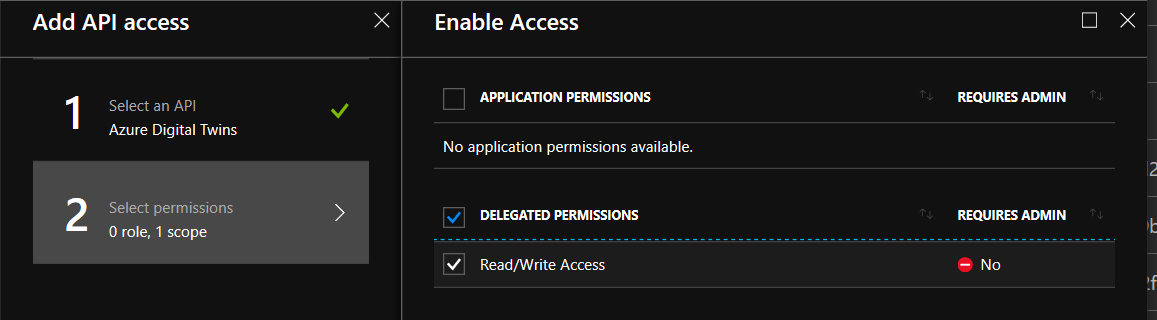 Add API access
1
Select an API
Azure Digital Twins
2
Select permissions
0 role, 1 scope
Enable Access
APPLICATION PERMISSIONS REQUIRES ADMIN
No application permissions available.
DELEGATED PERMISSIONS REQUIRES ADMIN
Read/Write Access No